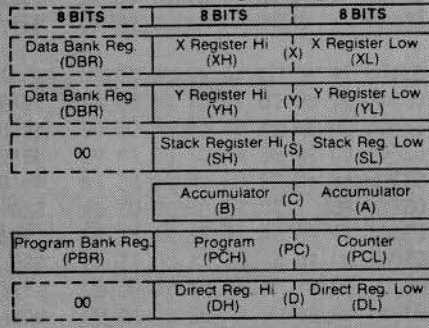 8 BITS 8 BITS 8 BITS
Data Bank Reg. X Register Hi X Register Low
(DBR) (XH) (X) (XL)
Data Bank Reg. Y Register Hi Y Register Low
(DBR) (YH) (Y) (YL)
00 Stack Register Hi (S) Stack Reg. Low
(SH) (SL)
Accumulator Accumulator
(B) (C) (A)
Program Bank Reg. Program Counter
(PBR) (PCH) (PC) (PCL)
00 Direct Reg. Hi (D) Direct Reg. Low
(DH) (DL)